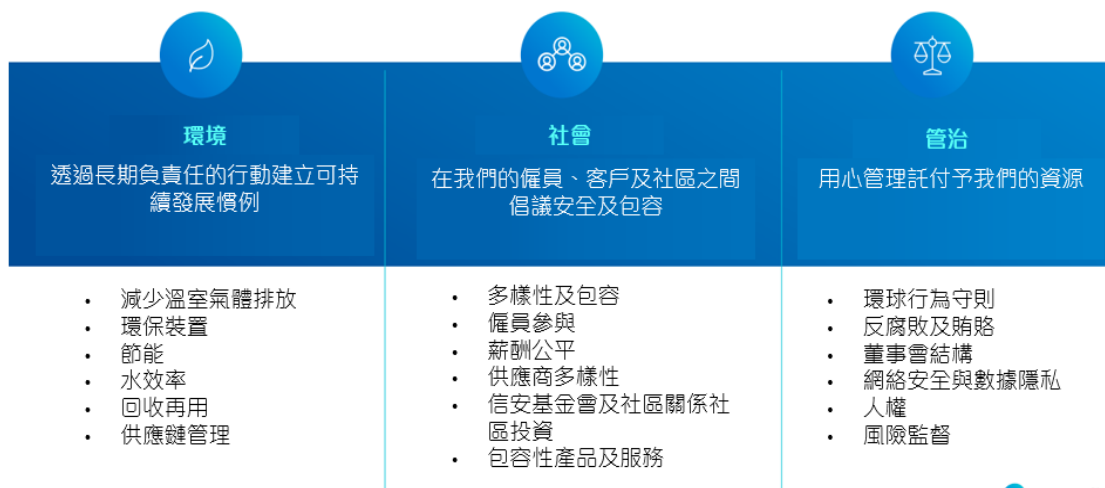 環境
透過長期負責任的行動建立可持
續發展慣例
• 減少溫室氣體排放
• 環保裝置
• 節能
• 水效率
• 回收再用
• 供應鏈管理
社會
在我們的僱員、客戶及社區之間
倡議安全及包容
• 多樣性及包容
• 僱員參與
• 薪酬公平
• 供應商多樣性
• 信安基金會及社區關係社
區投資
• 包容性產品及服務
管治
用心管理託付予我們的資源
• 環球行為守則
• 反腐敗及賄賂
• 董事會結構
• 網絡安全與數據隱私
• 人權
• 風險監督